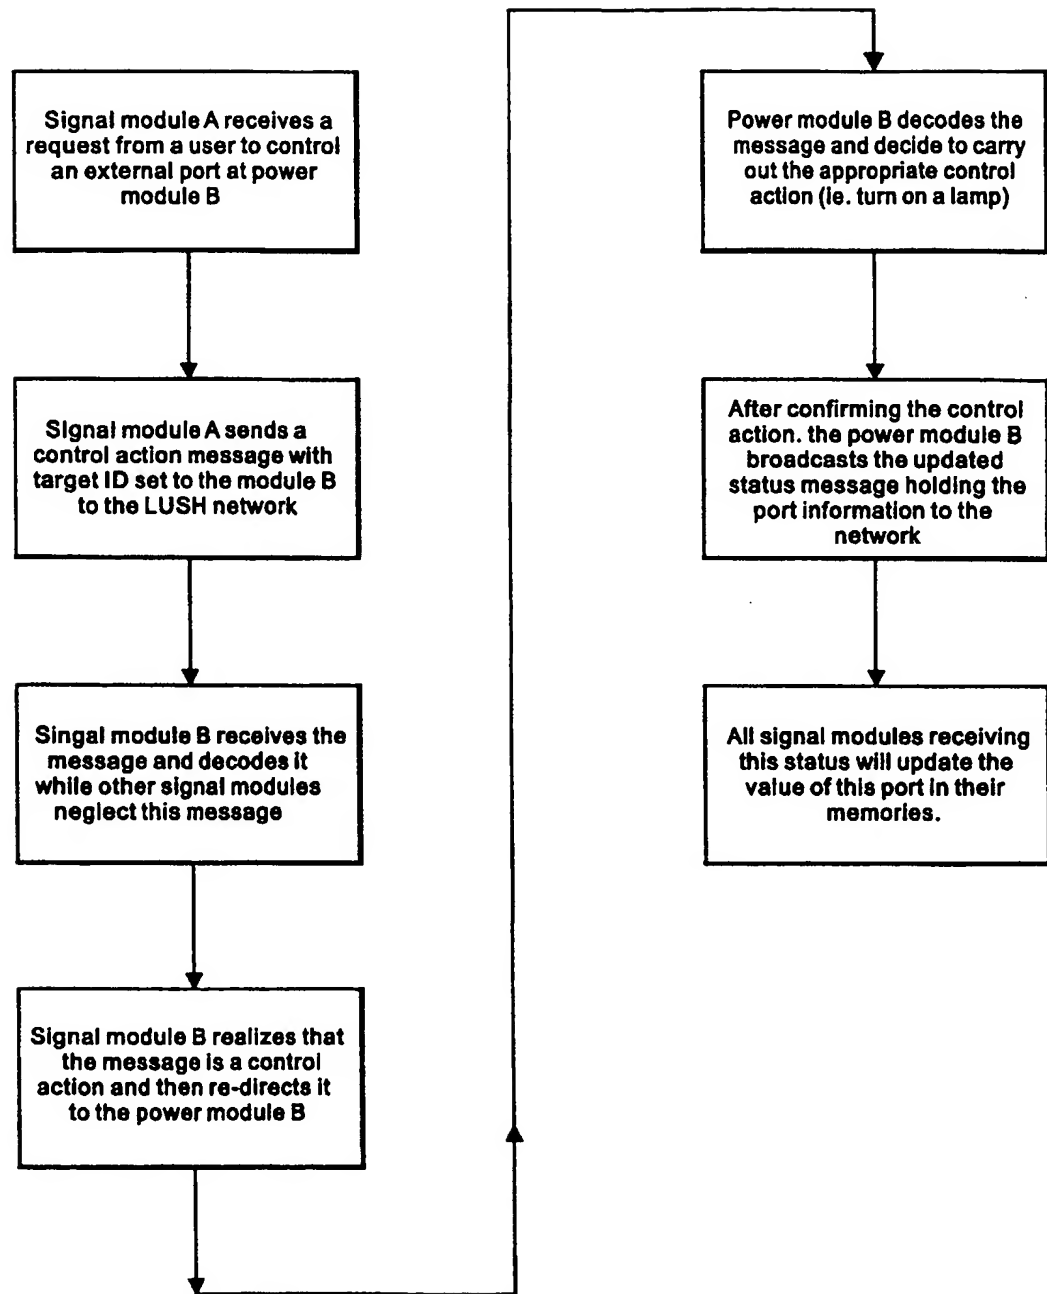 Signal module A receives a
request from a user to control
an external port at power
module B
Signal module A sends a
control action message with
target ID set to the module B
to the LUSH network
Singal module B receives the
message and decodes it
while other signal modules
neglect this message
Signal module B realizes that
the message is a control
action and then re-directs it
to the power module B
Power module B decodes the
message and decide to carry
out the appropriate control
action (ie. turn on a lamp)
After confirming the control
action. the power module B
broadcasts the updated
status message holding the
port information to the
network
All signal modules receiving
this status will update the
value of this port in their
memories.